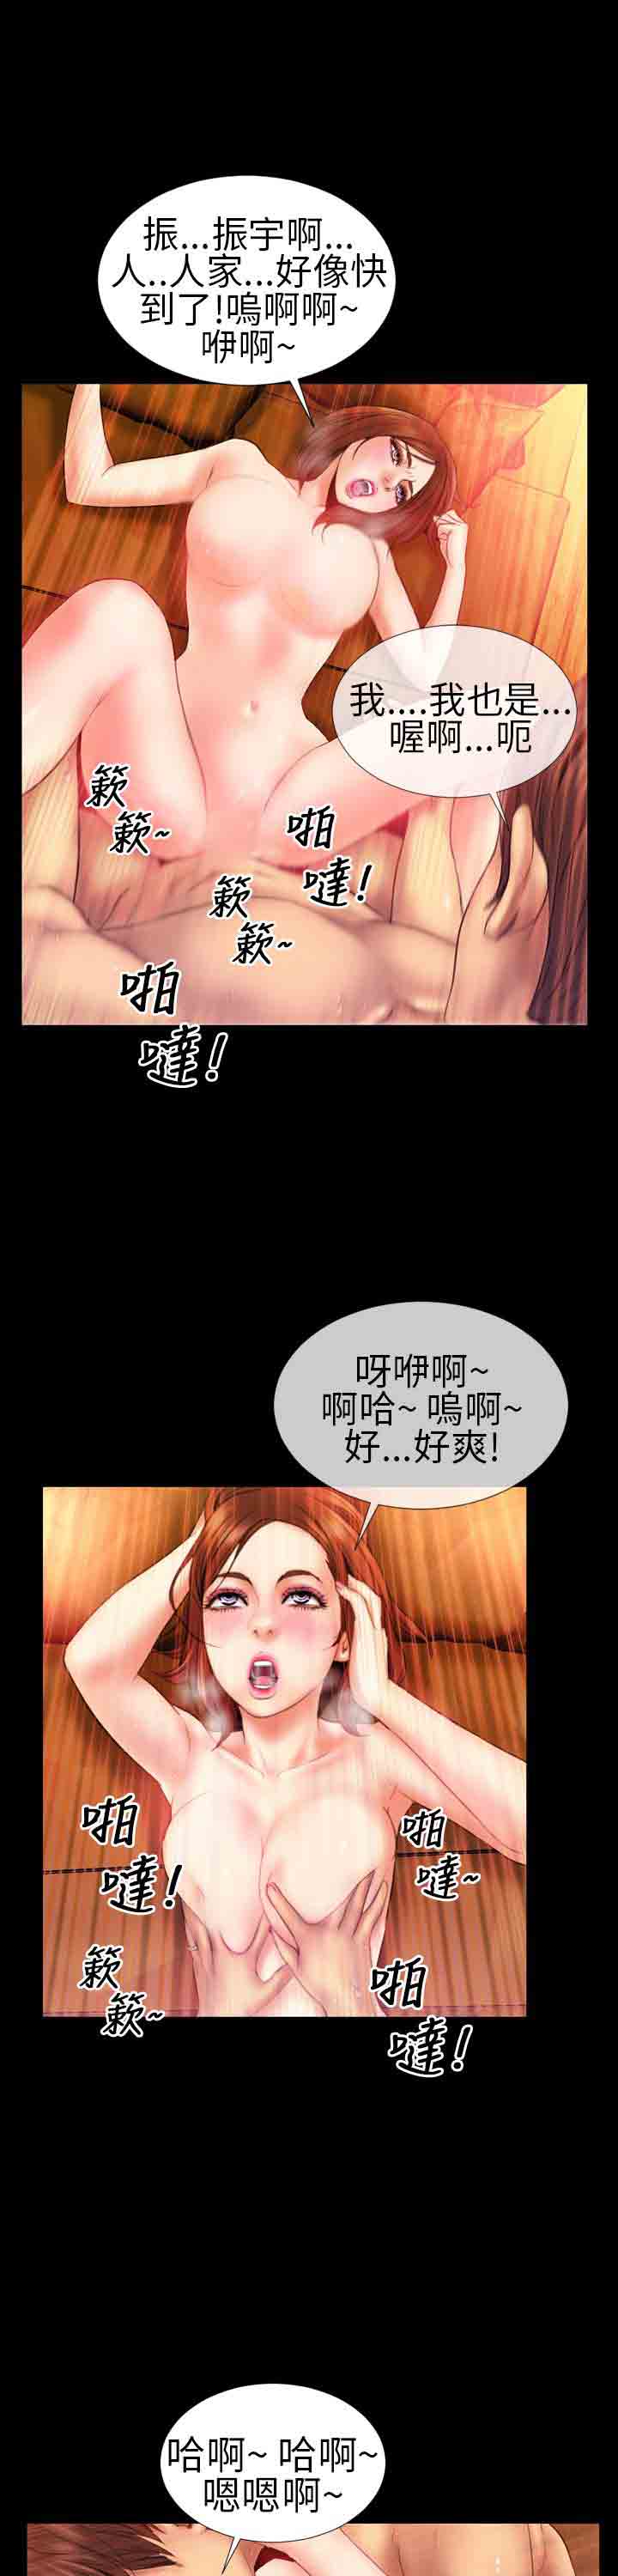 振...振宇啊...
人..人家...好像快
到了!嗚啊啊~
咿啊~
我....我也是...
喔啊...呃
簌
簌~
啪
噠!
簌
簌~
啪
噠!
呀咿啊~
啊哈~嗚啊~
好...好爽!
啪
噠!
啪
噠~
簌
簌~
啪
噠!
哈啊~哈啊~
嗯嗯啊~